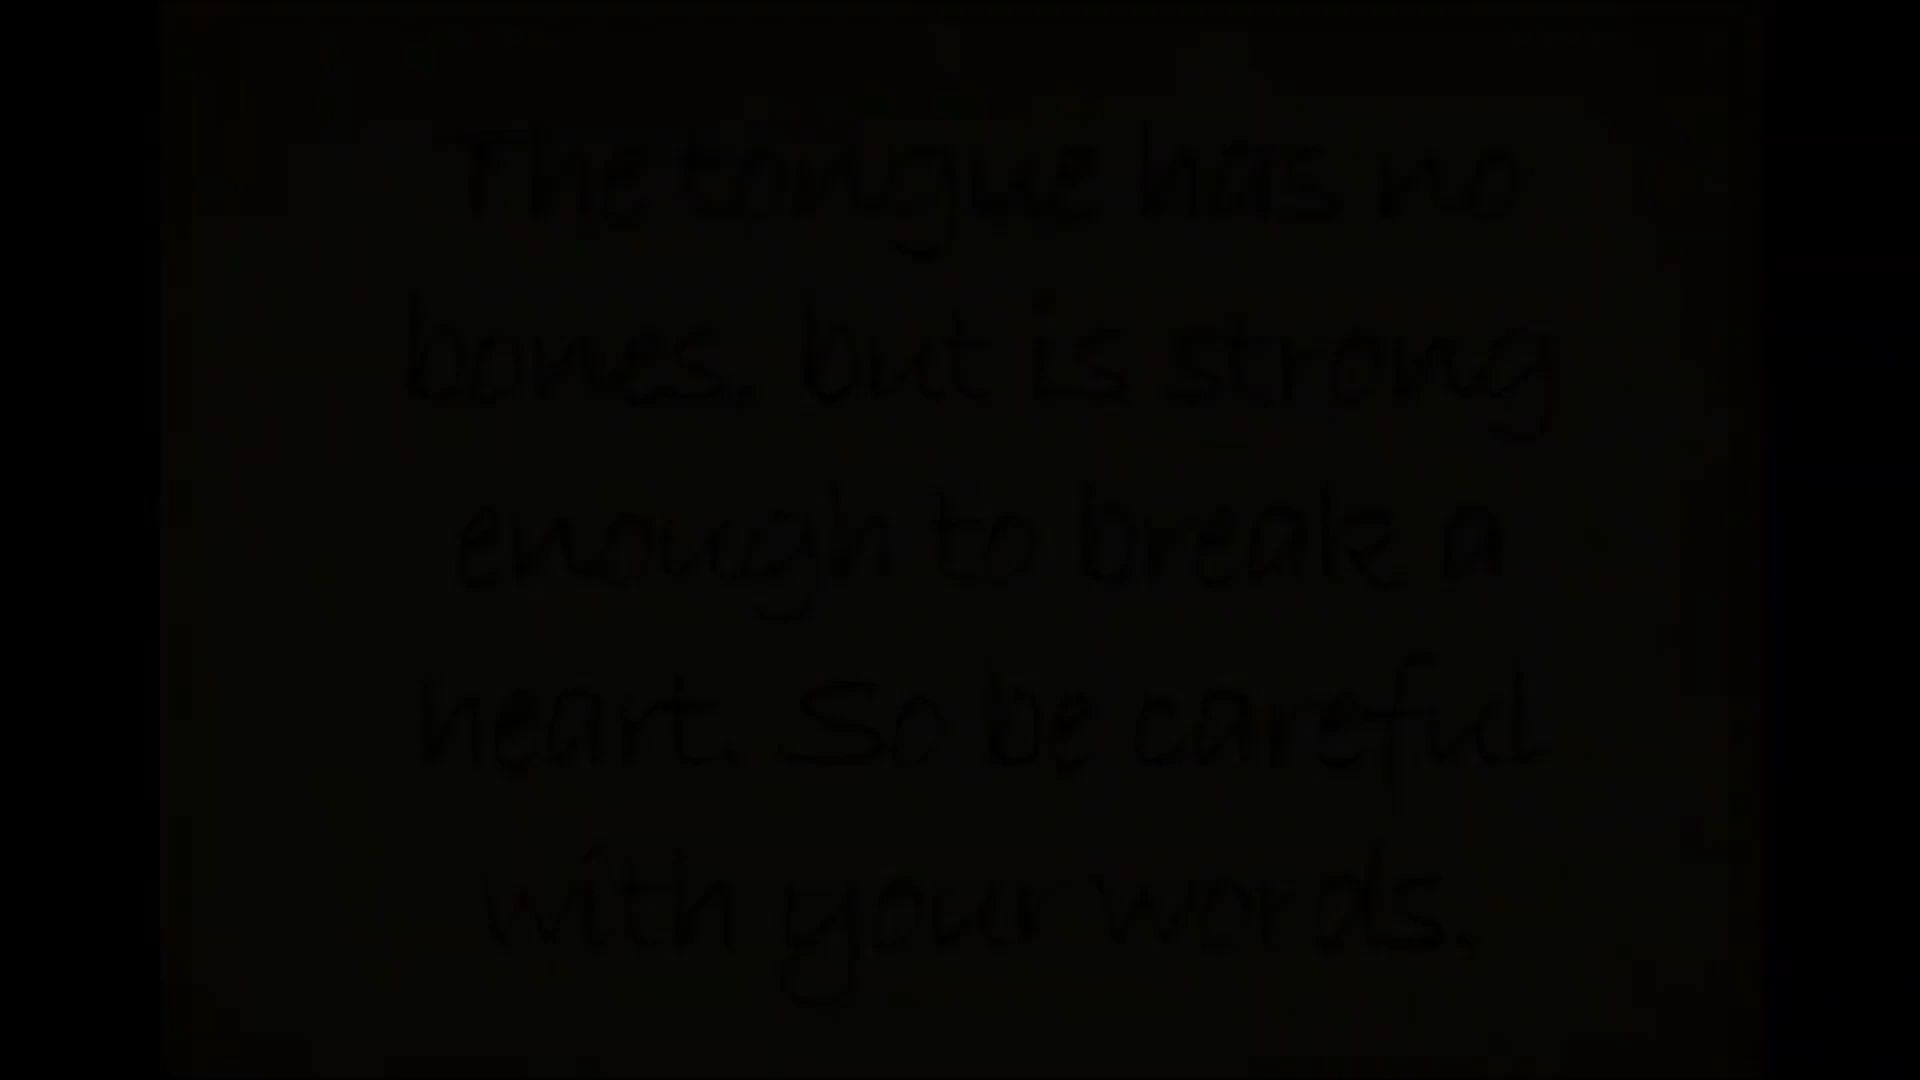 The tongue has no
bones, but is strong
enough to break a
heart. So be careful
with your words.